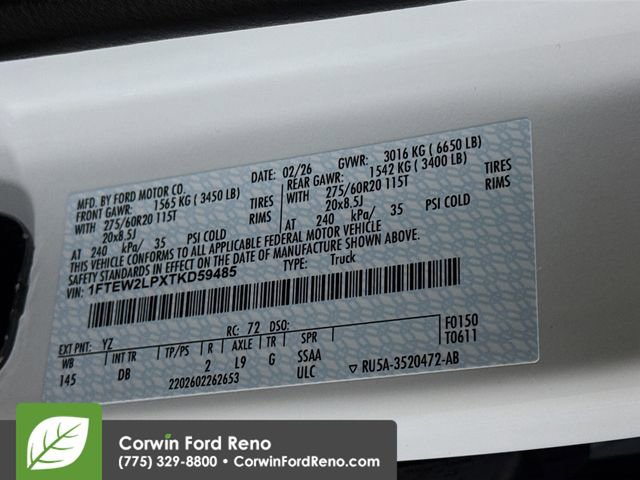 MFD. BY FORD MOTOR CO.
DATE: 02/26 GVWR: 3016 KG ( 6650 LB)
FRONT GAWR: 1565 KG ( 3450 LB) REAR GAWR: 1542 KG ( 3400 LB)
WITH 275/60R20 115T TIRES WITH 275/60R20 115T TIRES
20x8.5J RIMS 20x8.5J RIMS
AT 240 kPa/ 35 PSI COLD AT 240 kPa/ 35 PSI COLD
THIS VEHICLE CONFORMS TO ALL APPLICABLE FEDERAL MOTOR VEHICLE
SAFETY STANDARDS IN EFFECT ON THE DATE OF MANUFACTURE SHOWN ABOVE.
VIN: 1FTEW2LPXTKD59485 TYPE: Truck
EXT PNT: YZ RC: 72 DSO: F0150
WB INT TR TP/PS R AXLE TR SPR T0611
145 DB 2 L9 G SSAA
2202602262653 ULC ▽ RU5A-3520472-AB
Corwin Ford Reno
(775) 329-8800 • CorwinFordReno.com